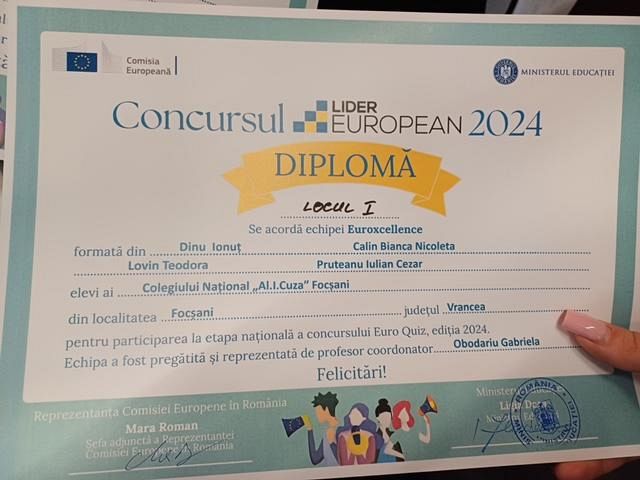 Comisia
Europeană
MINISTERUL EDUCAȚIEI
Concursul LIDER EUROPEAN 2024
DIPLOMĂ
LOCUL I
Se acordă echipei Euroxcellence
formată din Dinu Ionuț Calin Bianca Nicoleta
Lovin Teodora Pruteanu Iulian Cezar
elevi ai Colegiului Național „Al.I.Cuza” Focșani
din localitatea Focșani județul Vrancea
pentru participarea la etapa națională a concursului Euro Quiz, ediția 2024.
Echipa a fost pregătită și reprezentată de profesor coordonator Obodariu Gabriela
Felicitări!
Reprezentanța Comisiei Europene în România
Mara Roman
Șefa adjunctă a Reprezentanței
Comisiei Europene în România
ROMÂNIA